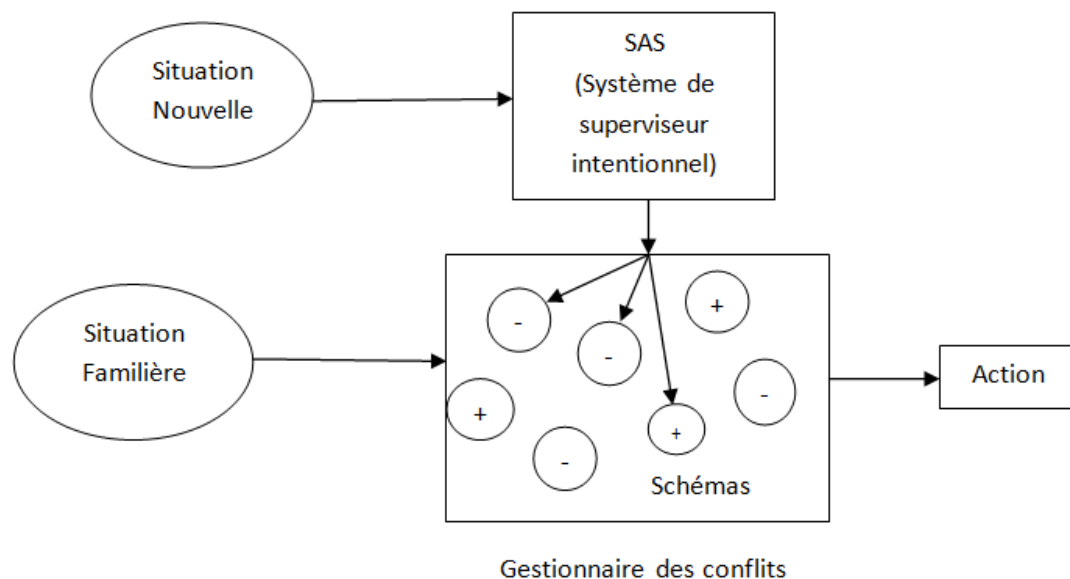 Situation
Nouvelle
SAS
(Système de
superviseur
intentionnel)
Situation
Familière
-
-
+
+
-
-
+
Schémas
Action
Gestionnaire des conflits